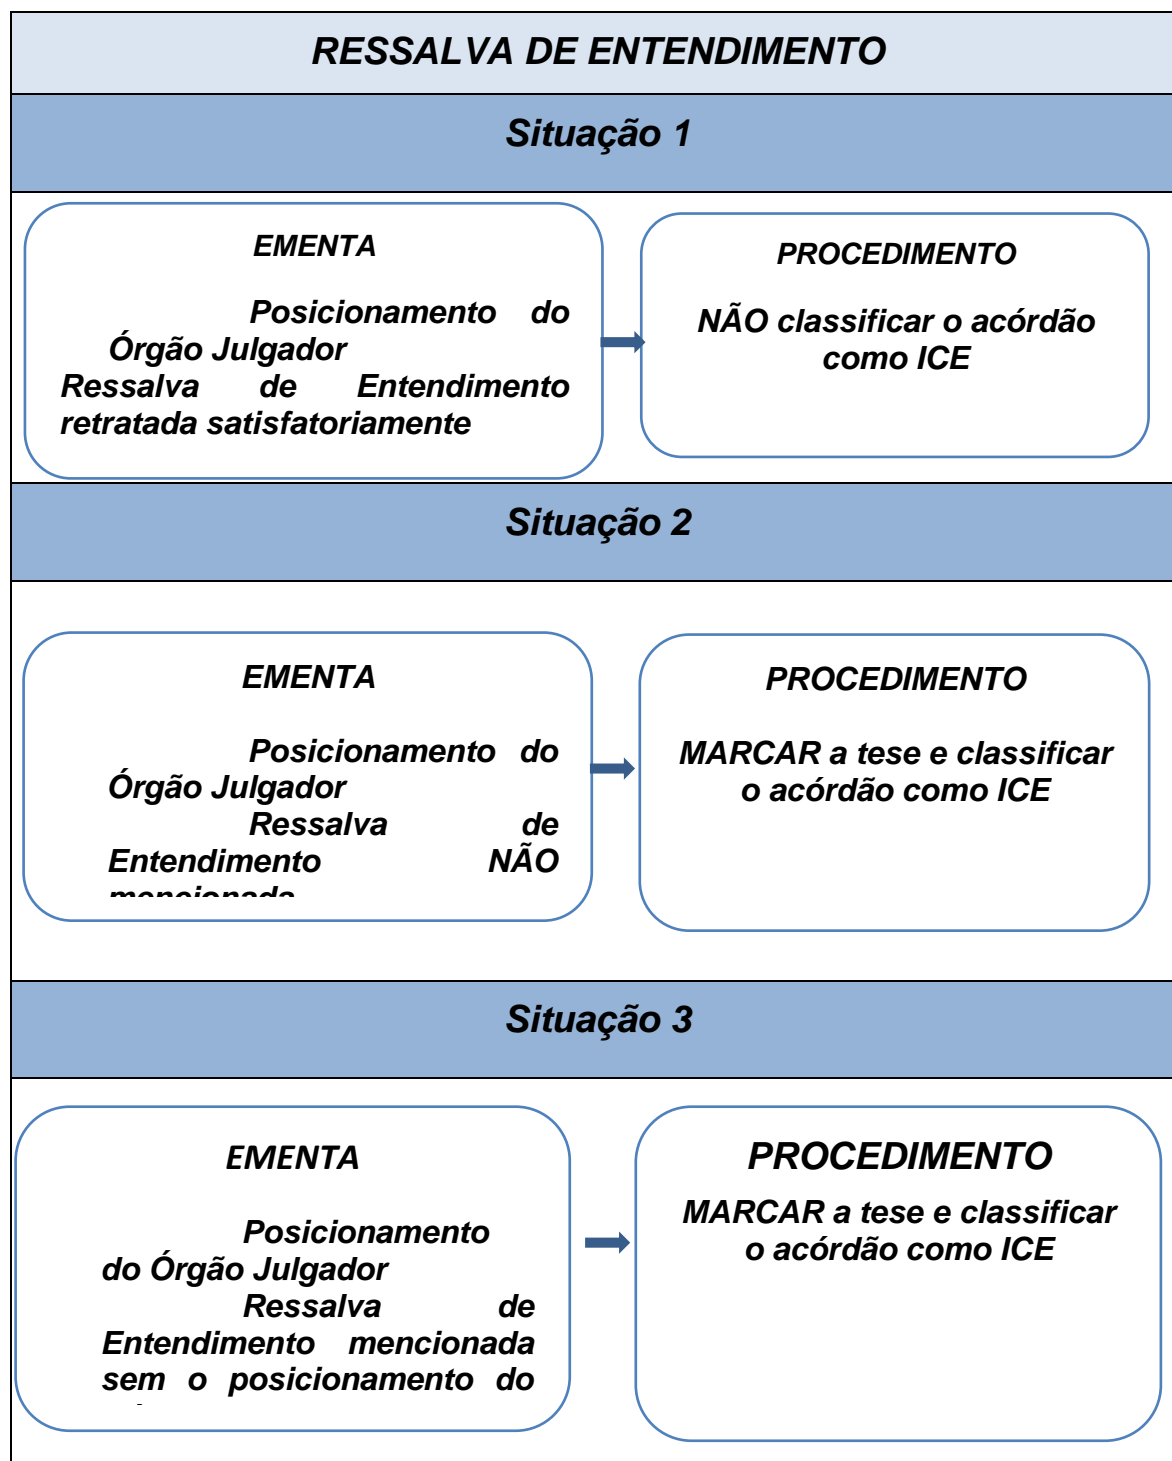 RESSALVA DE ENTENDIMENTO
Situação 1
EMENTA
Posicionamento do
Órgão Julgador
Ressalva de Entendimento
retratada satisfatoriamente
PROCEDIMENTO
NÃO classificar o acórdão
como ICE
Situação 2
EMENTA
Posicionamento do
Órgão Julgador
Ressalva de
Entendimento NÃO
mencionada
PROCEDIMENTO
MARCAR a tese e classificar
o acórdão como ICE
Situação 3
EMENTA
Posicionamento
do Órgão Julgador
Ressalva de
Entendimento mencionada
sem o posicionamento do
PROCEDIMENTO
MARCAR a tese e classificar
o acórdão como ICE